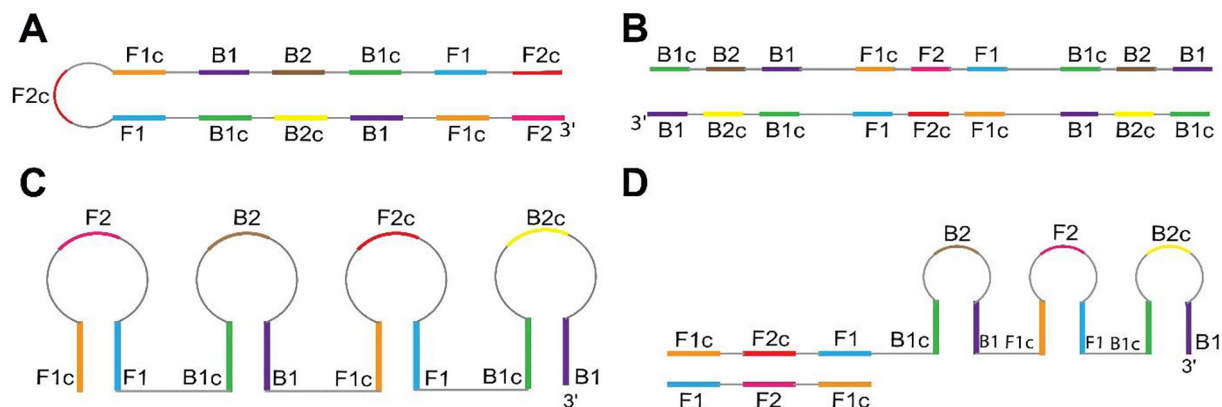 A
F1c B1 B2 B1c F1 F2c
F2c
F1 B1c B2c B1 F1c F2 3'
B
B1c B2 B1 F1c F2 F1 B1c B2 B1
3' B1 B2c B1c F1 F2c F1c B1 B2c B1c
C
F2 B2 F2c B2c
F1c F1 B1c B1 F1c F1 B1c B1
3'
D
B2 F2 B2c
F1c F2c F1 B1c B1 F1c F1 B1c B1
3'
F1 F2 F1c